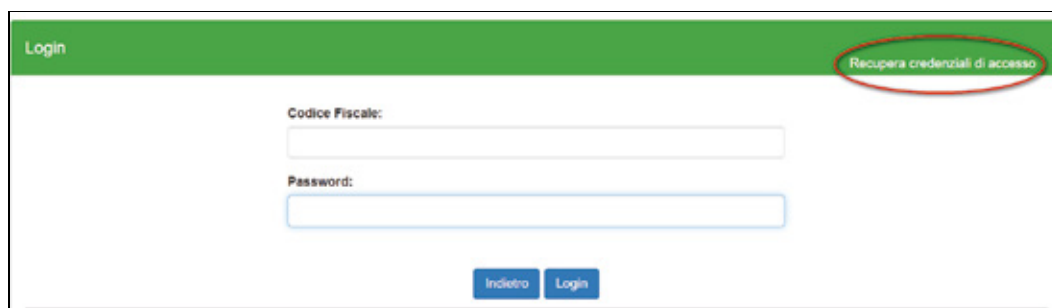 Login
Recupera credenziali di accesso
Codice Fiscale:
Password:
Indietro Login